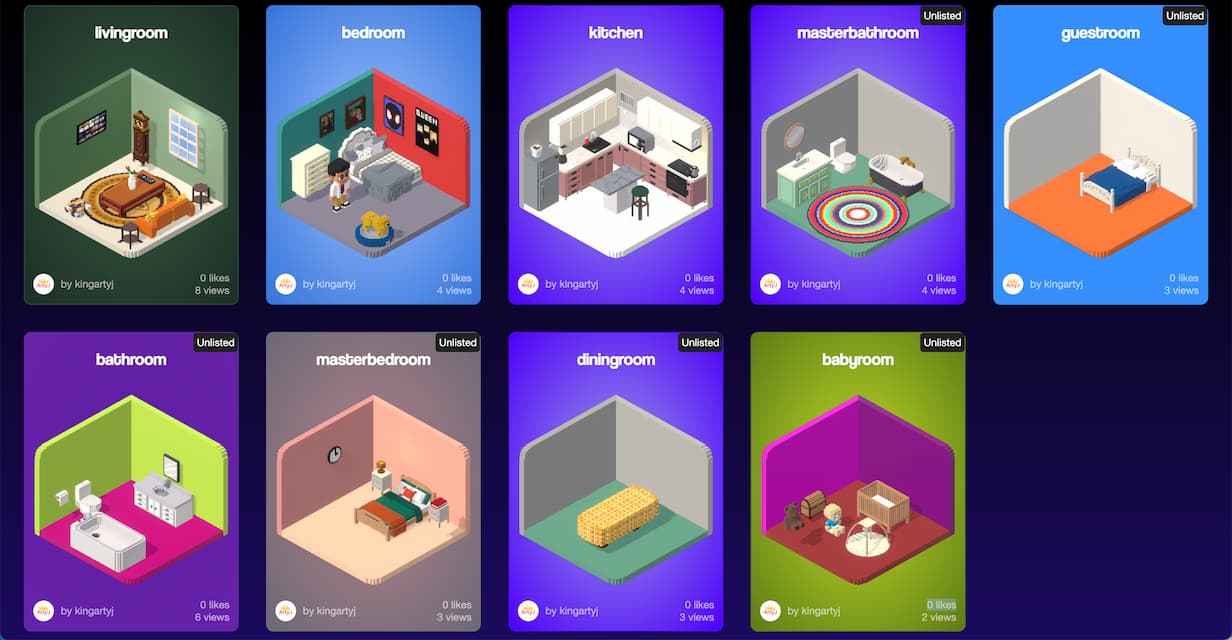 livingroom
by kingartyj
0 likes
8 views
bedroom
QUEEN
by kingartyj
0 likes
4 views
kitchen
by kingartyj
0 likes
4 views
Unlisted
masterbathroom
by kingartyj
0 likes
4 views
Unlisted
guestroom
by kingartyj
0 likes
3 views
bathroom
Unlisted
by kingartyj
0 likes
6 views
Unlisted
masterbedroom
by kingartyj
0 likes
3 views
Unlisted
diningroom
by kingartyj
0 likes
3 views
Unlisted
babyroom
by kingartyj
0 likes
2 views